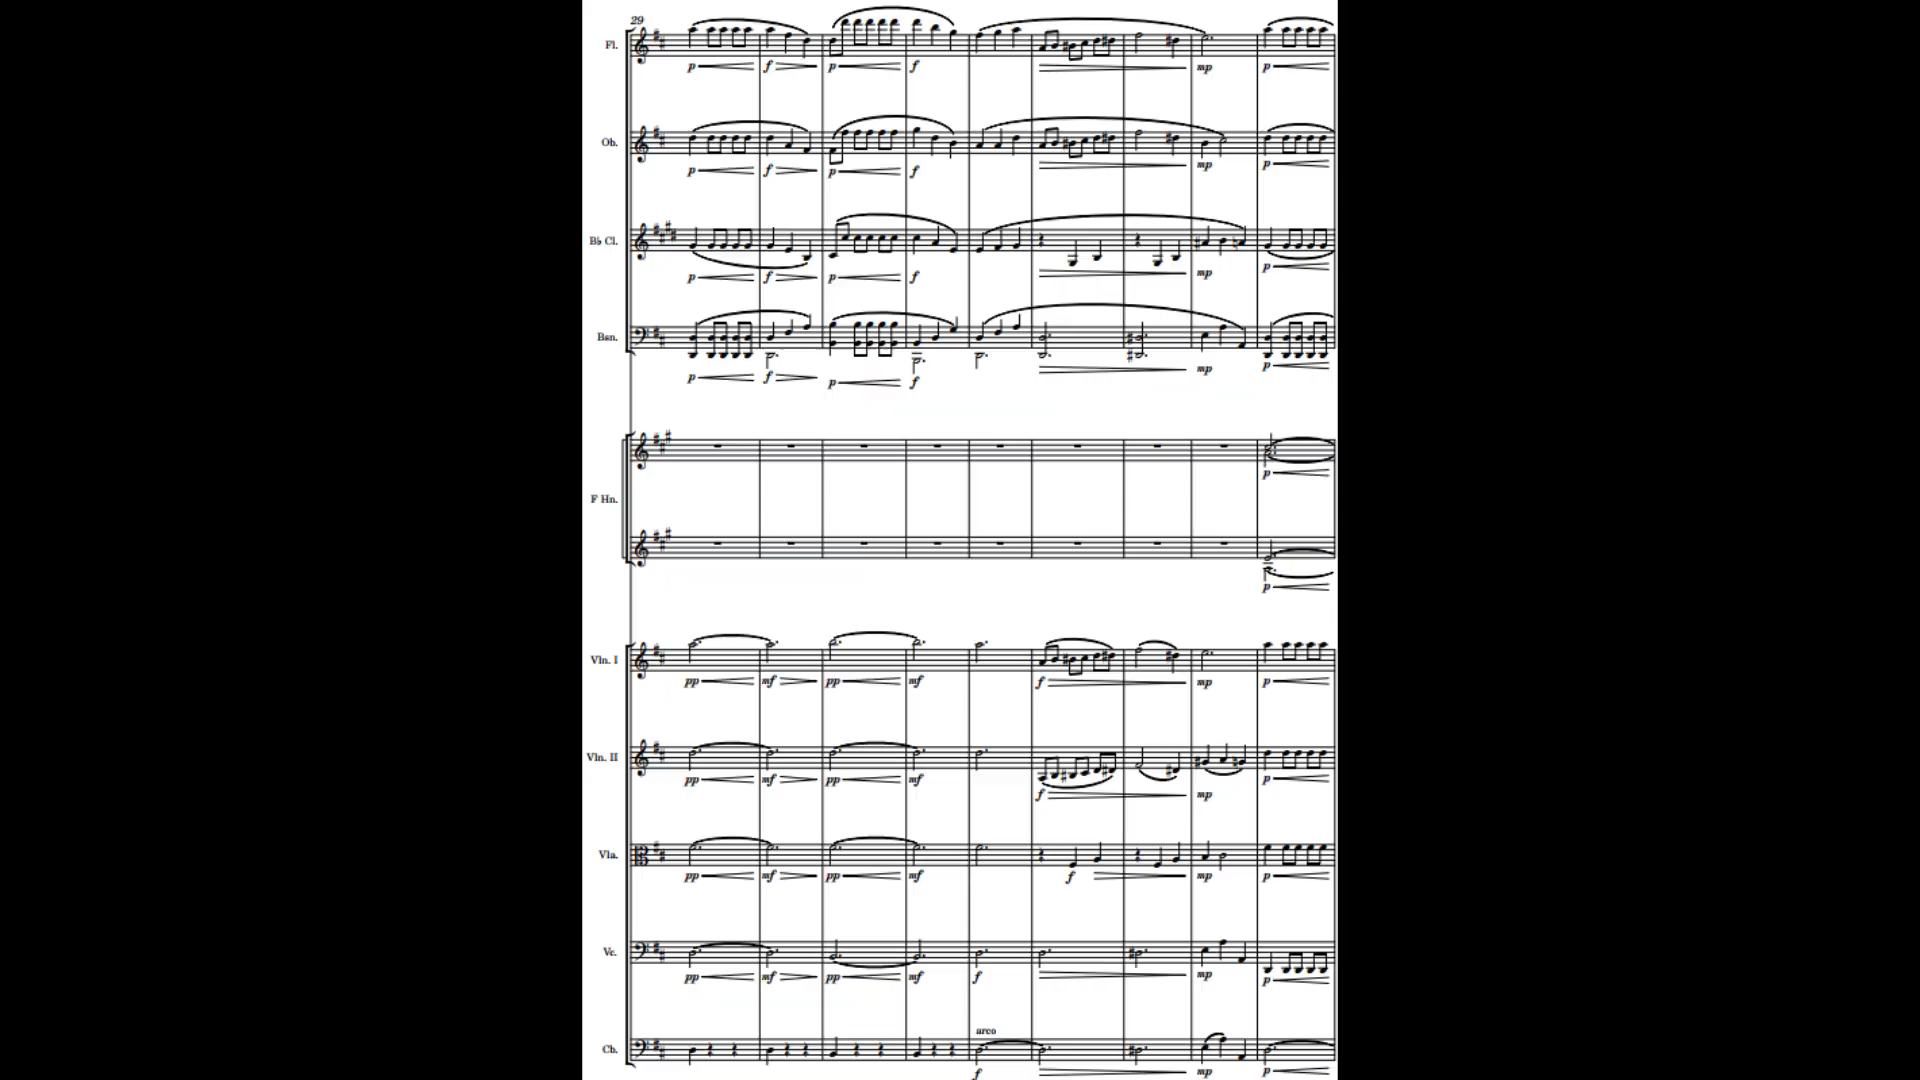 29
Fl.
p f p f mp p
Ob.
p f p f mp p
B♭ Cl.
p f p f mp p
Bsn.
p f p f mp p
p
F Hn.
p
Vln. I
pp mf pp mf f mp p
Vln. II
pp mf pp mf f mp p
Vla.
pp mf pp mf f mp p
Vc.
pp mf pp mf f mp p
arco
Cb.
f mp p